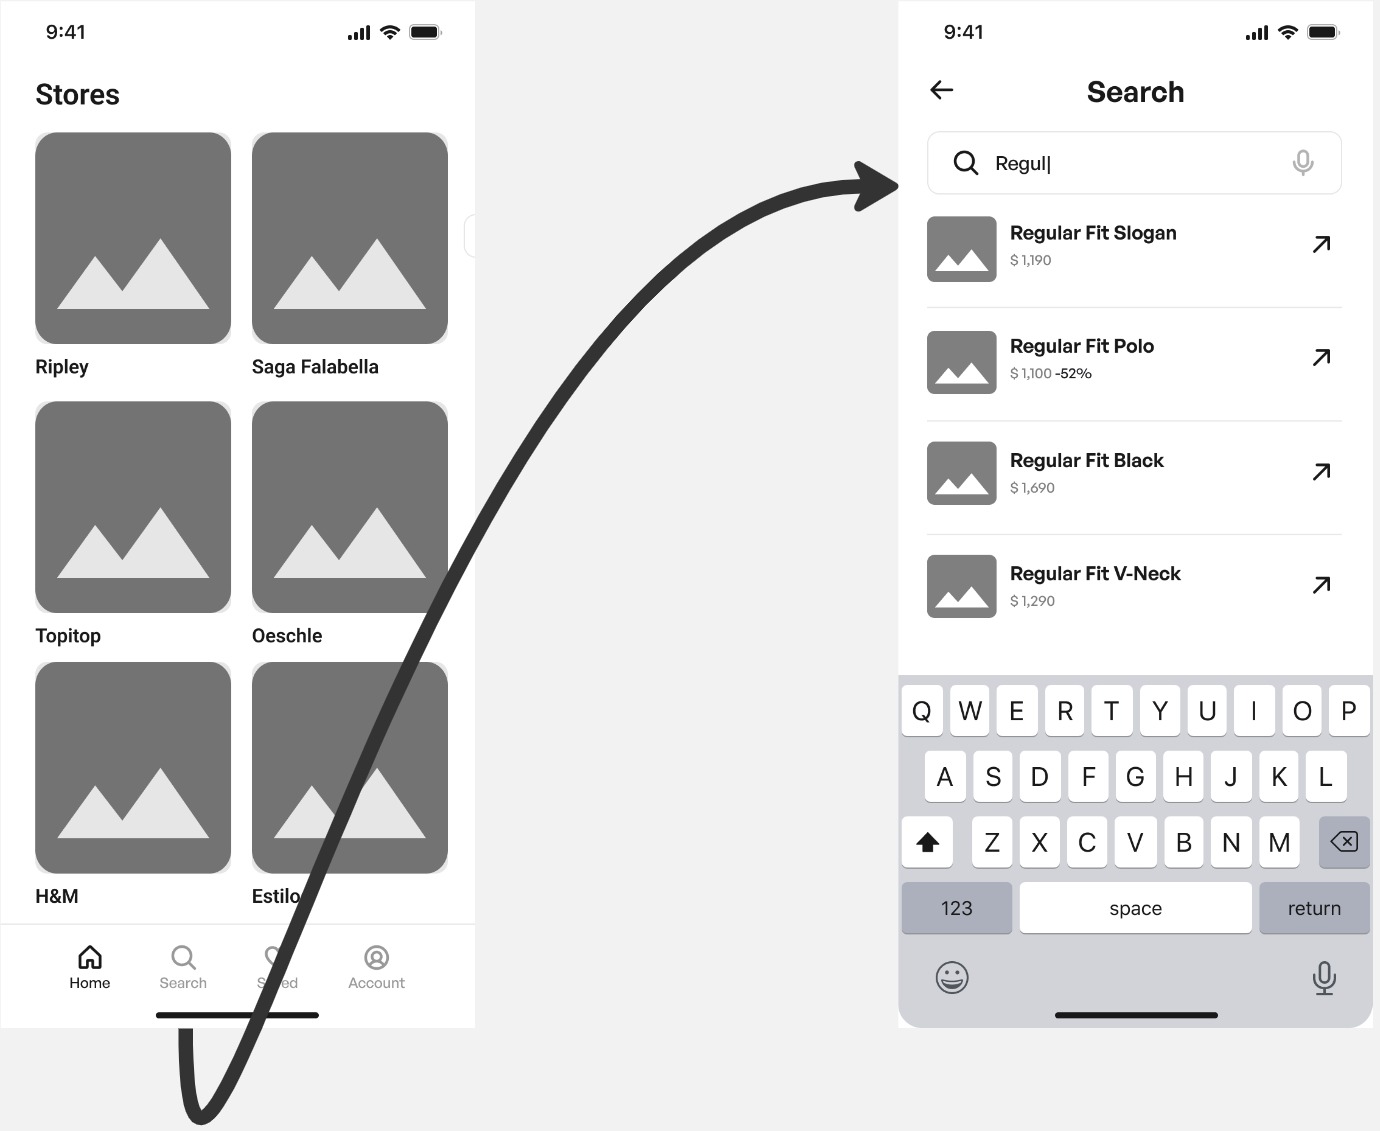 9:41
Stores
Ripley
Saga Falabella
Topitop
Oeschle
H&M
Estilo
Home
Search
Account
9:41
Search
Regul|
Regular Fit Slogan
$ 1,190
Regular Fit Polo
$ 1,100 -52%
Regular Fit Black
$ 1,690
Regular Fit V-Neck
$ 1,290
Q W E R T Y U I O P
A S D F G H J K L
Z X C V B N M
123 space return